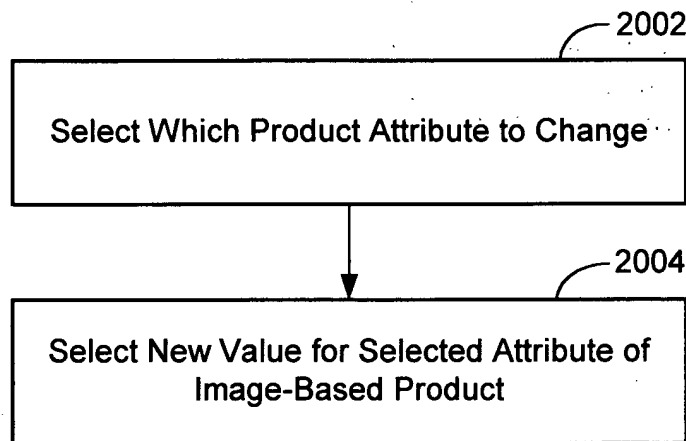 2002
Select Which Product Attribute to Change
2004
Select New Value for Selected Attribute of
Image-Based Product